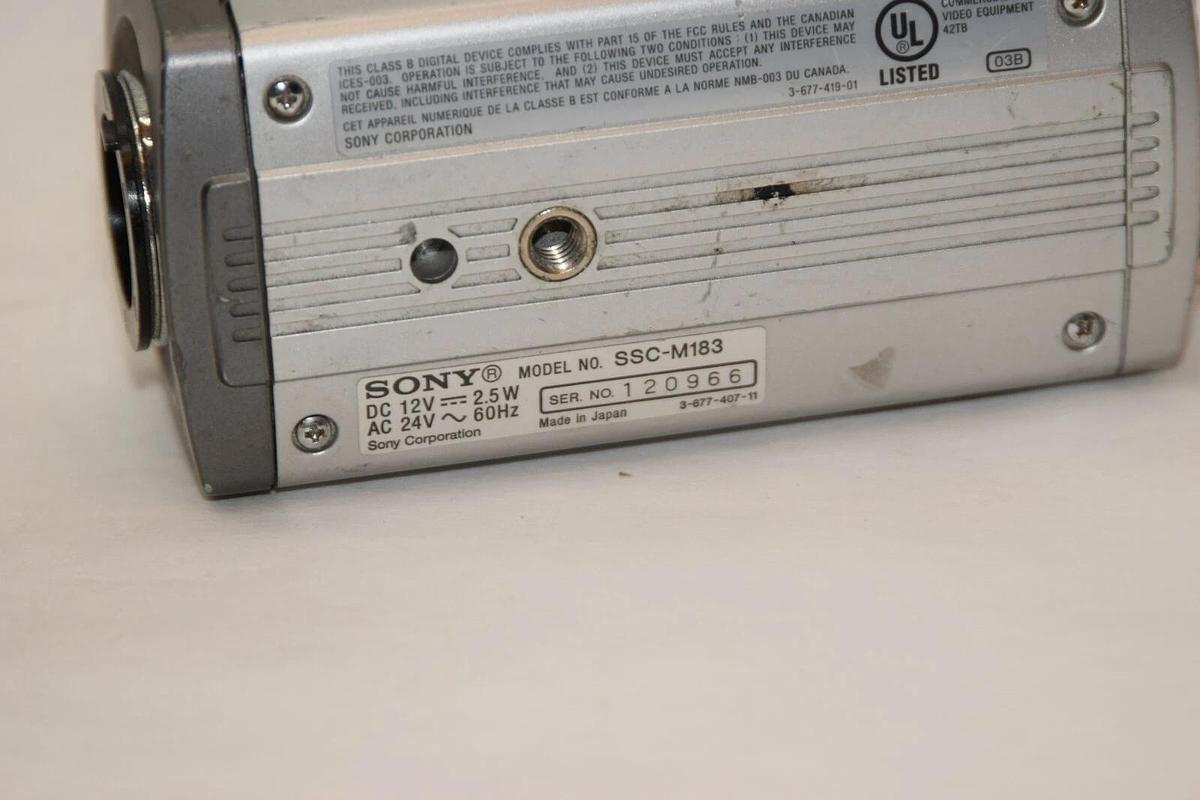 THIS CLASS B DIGITAL DEVICE COMPLIES WITH PART 15 OF THE FCC RULES AND THE CANADIAN
ICES-003. OPERATION IS SUBJECT TO THE FOLLOWING TWO CONDITIONS : (1) THIS DEVICE MAY
NOT CAUSE HARMFUL INTERFERENCE, AND (2) THIS DEVICE MUST ACCEPT ANY INTERFERENCE
RECEIVED, INCLUDING INTERFERENCE THAT MAY CAUSE UNDESIRED OPERATION.
CET APPAREIL NUMERIQUE DE LA CLASSE B EST CONFORME A LA NORME NMB-003 DU CANADA.
SONY CORPORATION
3-677-419-01
UL ®
LISTED
VIDEO EQUIPMENT
42T8
03B
SONY® MODEL NO. SSC-M183
DC 12V ⎓ 2.5W
AC 24V ～ 60Hz
Sony Corporation
SER. NO. 120966
Made in Japan 3-677-407-11